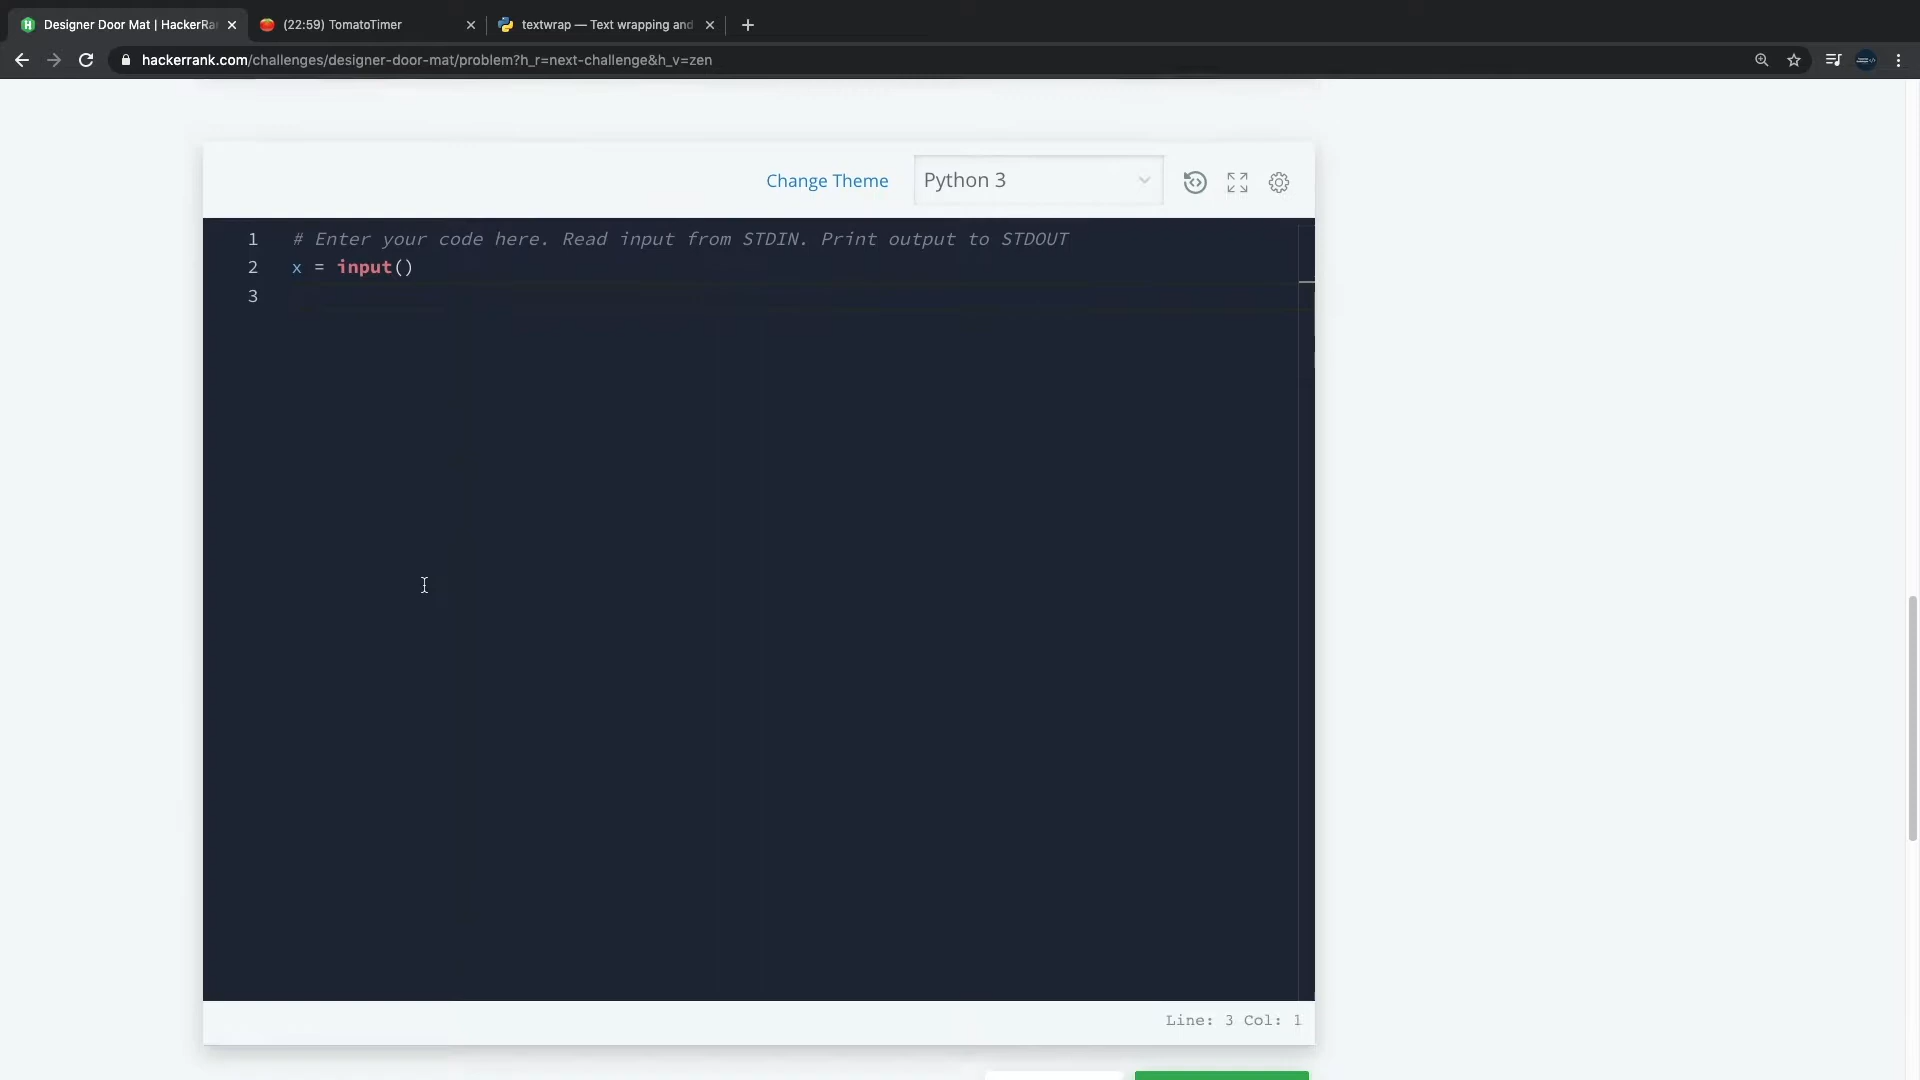 Designer Door Mat | HackerRa
(22:59) TomatoTimer
textwrap — Text wrapping and
hackerrank.com/challenges/designer-door-mat/problem?h_r=next-challenge&h_v=zen
Change Theme
Python 3
1 # Enter your code here. Read input from STDIN. Print output to STDOUT
2 x = input()
3
Line: 3 Col: 1